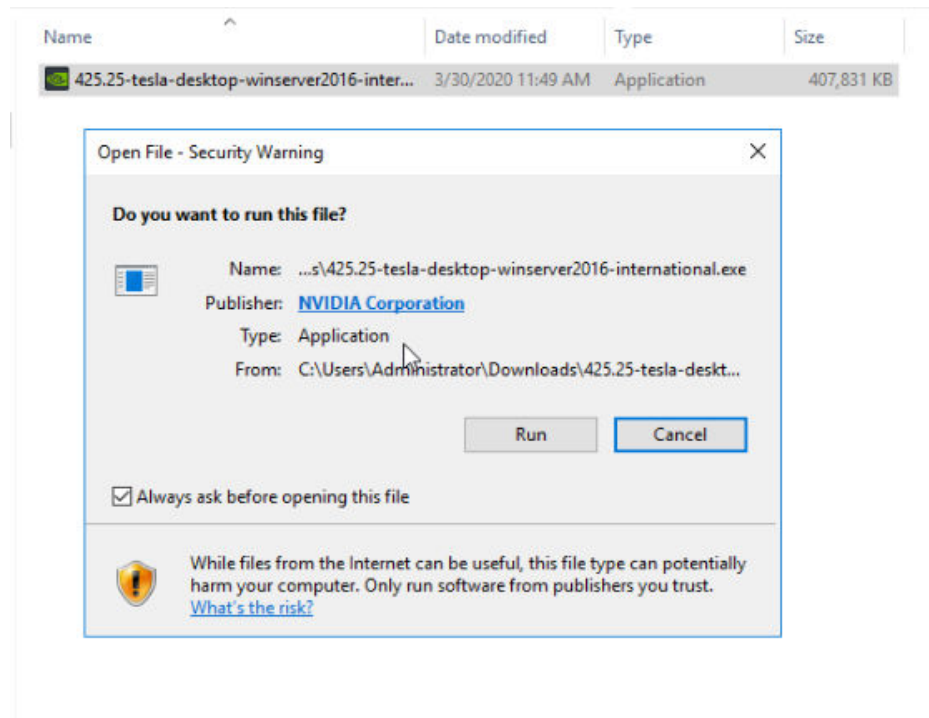 Name Date modified Type Size
425.25-tesla-desktop-winserver2016-inter... 3/30/2020 11:49 AM Application 407,831 KB
Open File - Security Warning
Do you want to run this file?
Name: ...s\425.25-tesla-desktop-winserver2016-international.exe
Publisher: NVIDIA Corporation
Type: Application
From: C:\Users\Administrator\Downloads\425.25-tesla-deskt...
Run Cancel
Always ask before opening this file
While files from the Internet can be useful, this file type can potentially
harm your computer. Only run software from publishers you trust.
What's the risk?